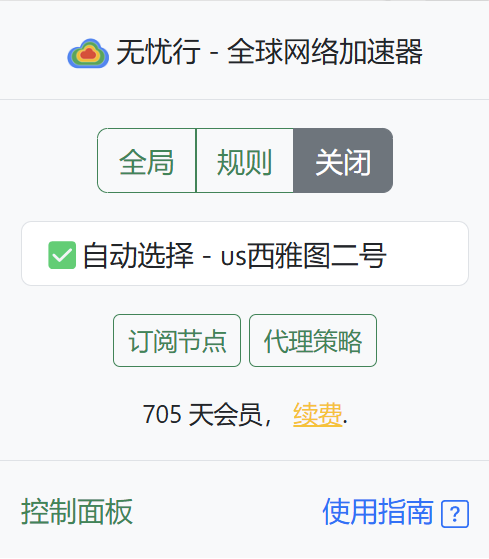 无忧行 - 全球网络加速器
全局 规则 关闭
自动选择 - us西雅图二号
订阅节点 代理策略
705 天会员， 续费.
控制面板 使用指南 ?